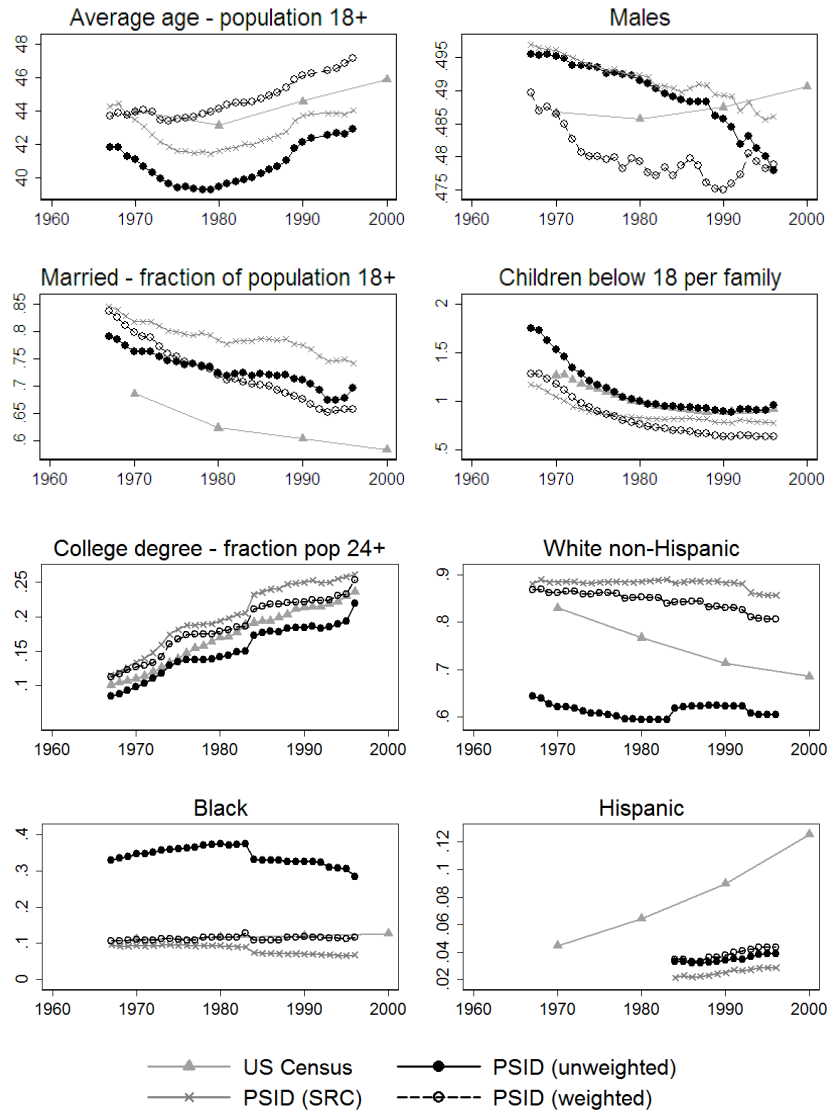 Average age - population 18+
Males
48
46
44
42
40
.495
.49
.485
.48
.475
1960 1970 1980 1990 2000
1960 1970 1980 1990 2000
Married - fraction of population 18+
Children below 18 per family
.85
.8
.75
.7
.65
.6
2
1.5
1
.5
1960 1970 1980 1990 2000
1960 1970 1980 1990 2000
College degree - fraction pop 24+
White non-Hispanic
.25
.2
.15
.1
.9
.8
.7
.6
1960 1970 1980 1990 2000
1960 1970 1980 1990 2000
Black
Hispanic
.4
.3
.2
.1
0
.12
.1
.08
.06
.04
.02
1960 1970 1980 1990 2000
1960 1970 1980 1990 2000
US Census
PSID (unweighted)
PSID (SRC)
PSID (weighted)